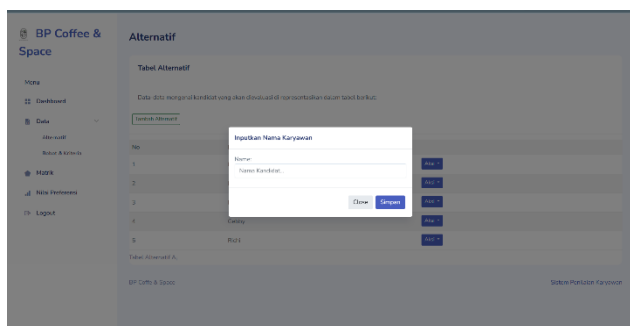 BP Coffee &
Space
Menu
Dashboard
Data
Alternatif
Bobot & Kriteria
Matrik
Nilai Preferensi
Logout
Alternatif
Tabel Alternatif
Data-data mengenai kandidat yang akan dievaluasi di representasikan dalam tabel berikut:
Tambah Alternatif
No
1
2
3
4
5
Rizki
Aksi
Aksi
Aksi
Aksi
Aksi
Tabel Alternatif A
Inputkan Nama Karyawan
Name:
Nama Kandidat...
Close
Simpan
BP Coffe & Space
Sistem Penilaian Karyawan